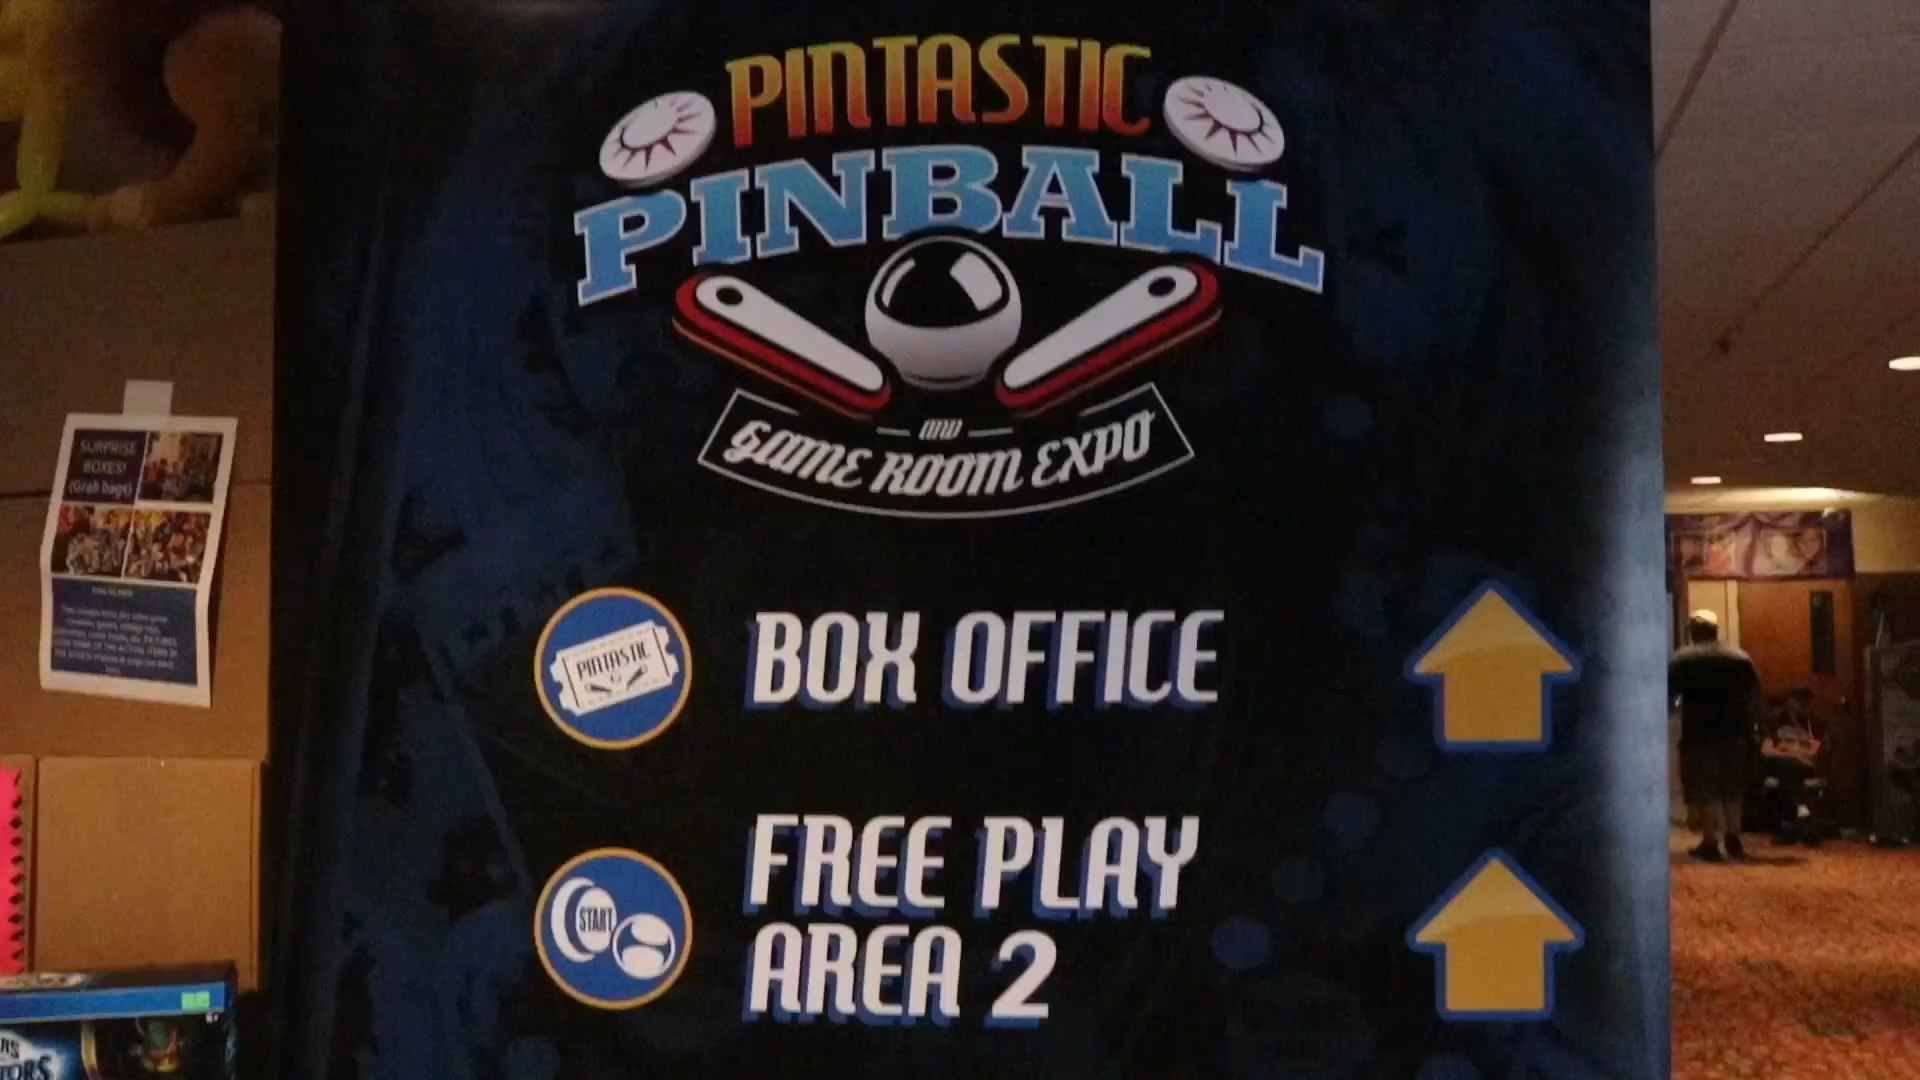 PINTASTIC
PINBALL
AND
GAME ROOM EXPO
SURPRISE
BOXES!
(Grab bags)
PINTASTIC
BOX OFFICE
START
FREE PLAY
AREA 2